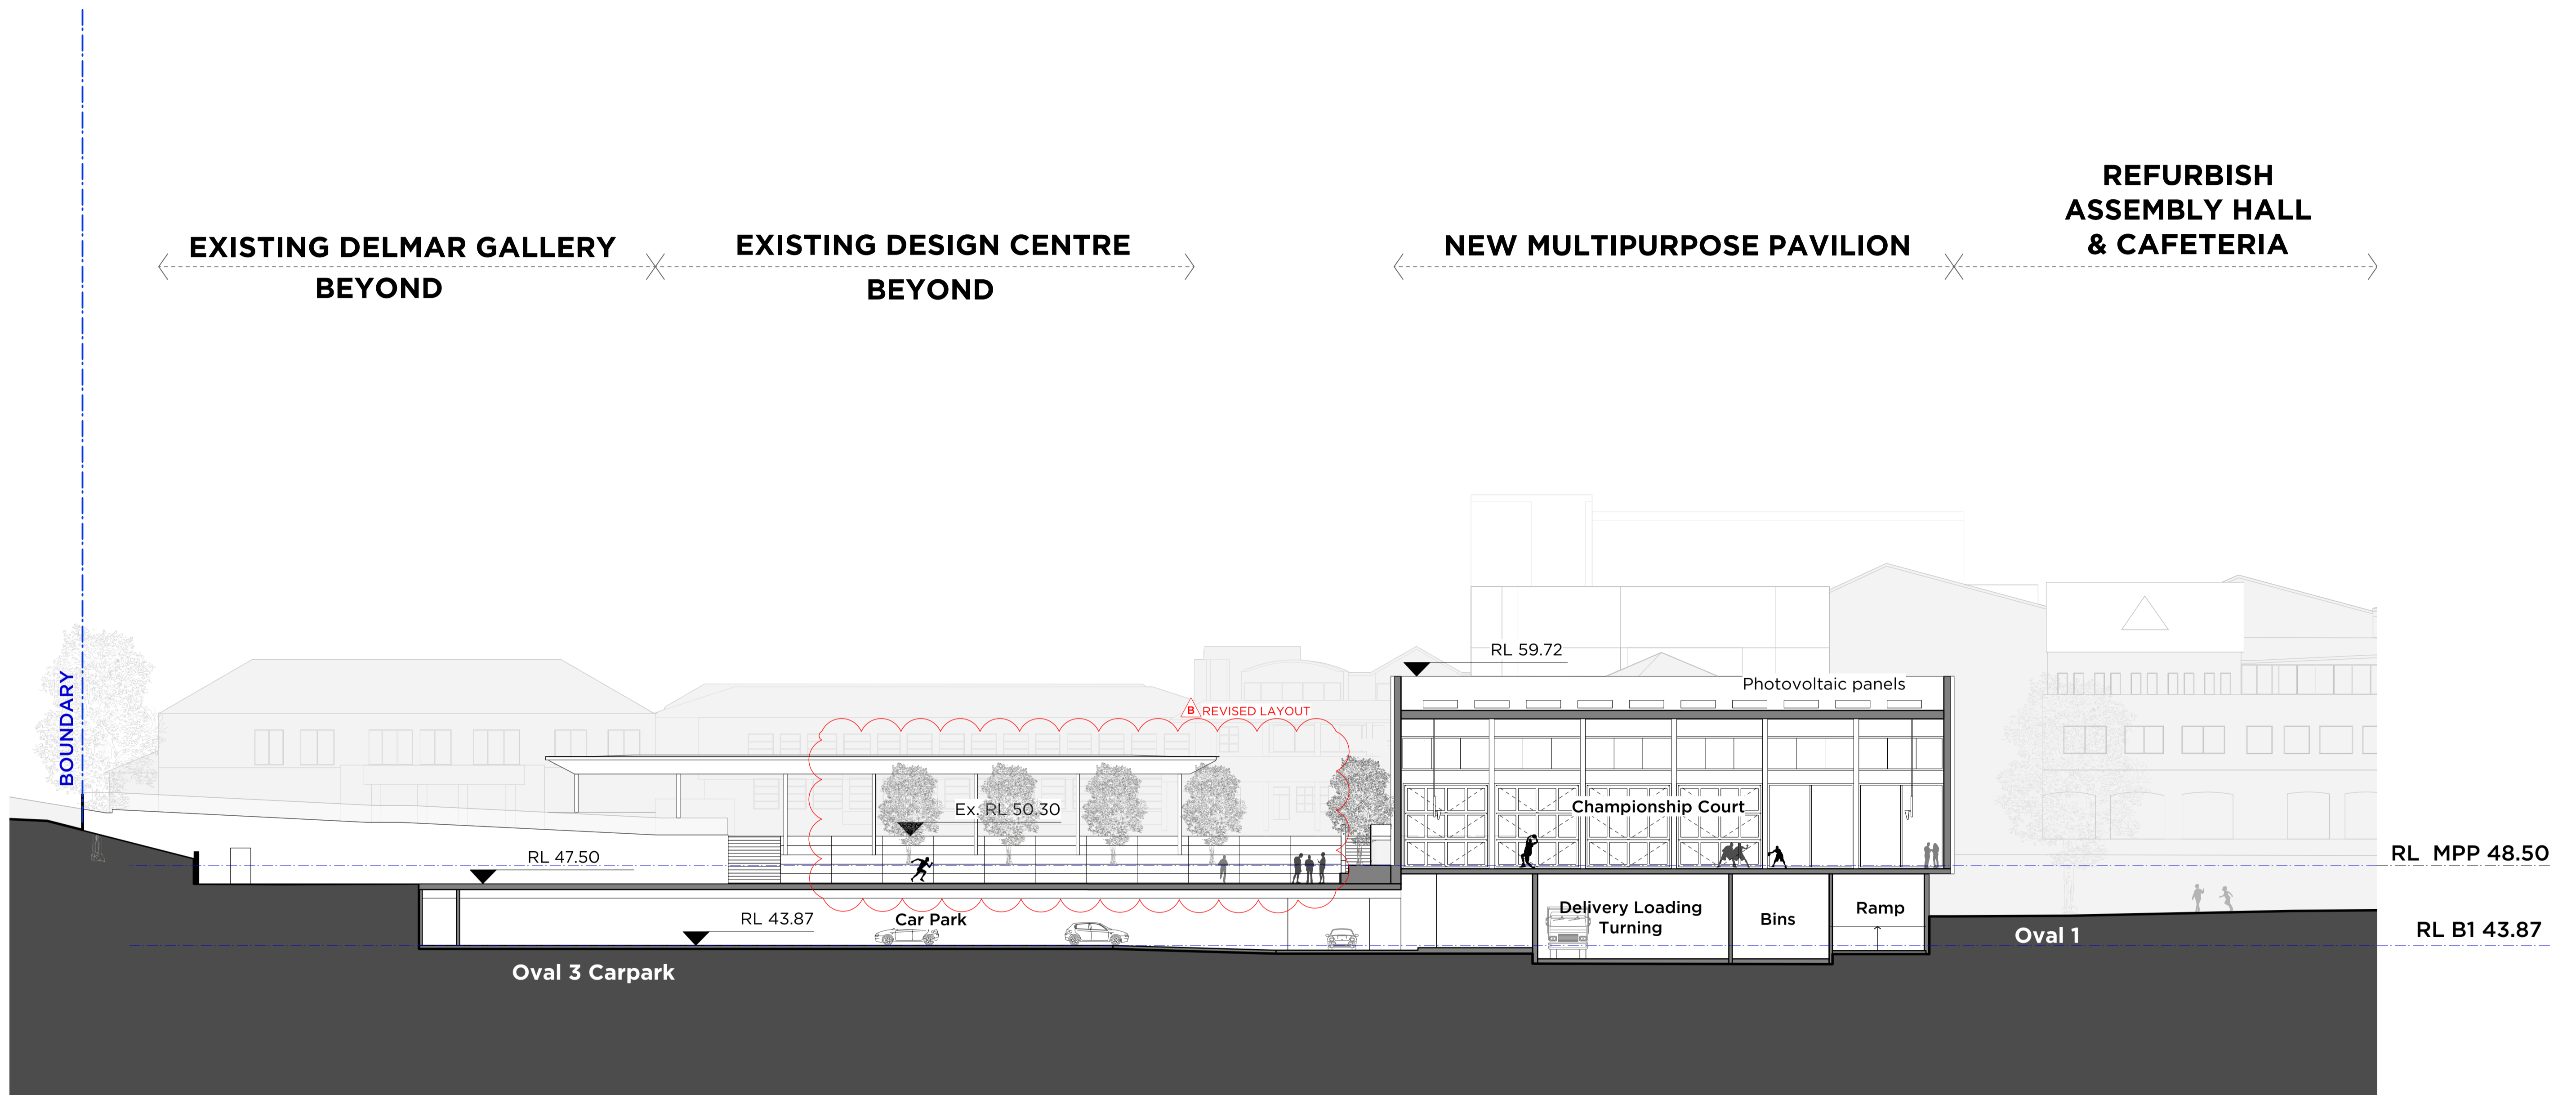 REFURBISH
ASSEMBLY HALL
& CAFETERIA
EXISTING DELMAR GALLERY
BEYOND
EXISTING DESIGN CENTRE
BEYOND
NEW MULTIPURPOSE PAVILION
BOUNDARY
RL 59.72
Photovoltaic panels
B REVISED LAYOUT
Championship Court
Ex. RL 50.30
RL 47.50
RL MPP 48.50
RL 43.87
Car Park
Delivery Loading
Turning
Bins
Ramp
Oval 1
RL B1 43.87
Oval 3 Carpark